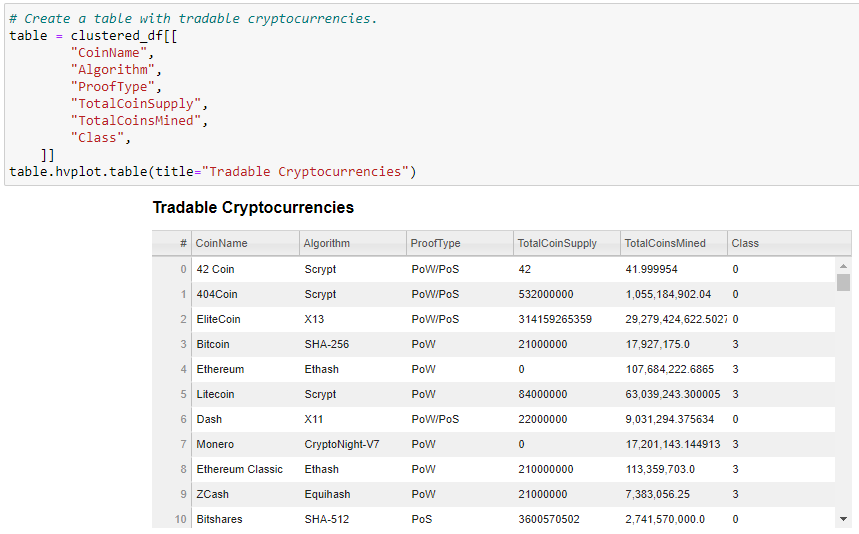 # Create a table with tradable cryptocurrencies.
table = clustered_df[[
        "CoinName",
        "Algorithm",
        "ProofType",
        "TotalCoinSupply",
        "TotalCoinsMined",
        "Class",
    ]]
table.hvplot.table(title="Tradable Cryptocurrencies")
Tradable Cryptocurrencies
# CoinName Algorithm ProofType TotalCoinSupply TotalCoinsMined Class
0 42 Coin Scrypt PoW/PoS 42 41.999954 0
1 404Coin Scrypt PoW/PoS 532000000 1,055,184,902.04 0
2 EliteCoin X13 PoW/PoS 314159265359 29,279,424,622.5027 0
3 Bitcoin SHA-256 PoW 21000000 17,927,175.0 3
4 Ethereum Ethash PoW 0 107,684,222.6865 3
5 Litecoin Scrypt PoW 84000000 63,039,243.300005 3
6 Dash X11 PoW/PoS 22000000 9,031,294.375634 0
7 Monero CryptoNight-V7 PoW 0 17,201,143.144913 3
8 Ethereum Classic Ethash PoW 210000000 113,359,703.0 3
9 ZCash Equihash PoW 21000000 7,383,056.25 3
10 Bitshares SHA-512 PoS 3600570502 2,741,570,000.0 0